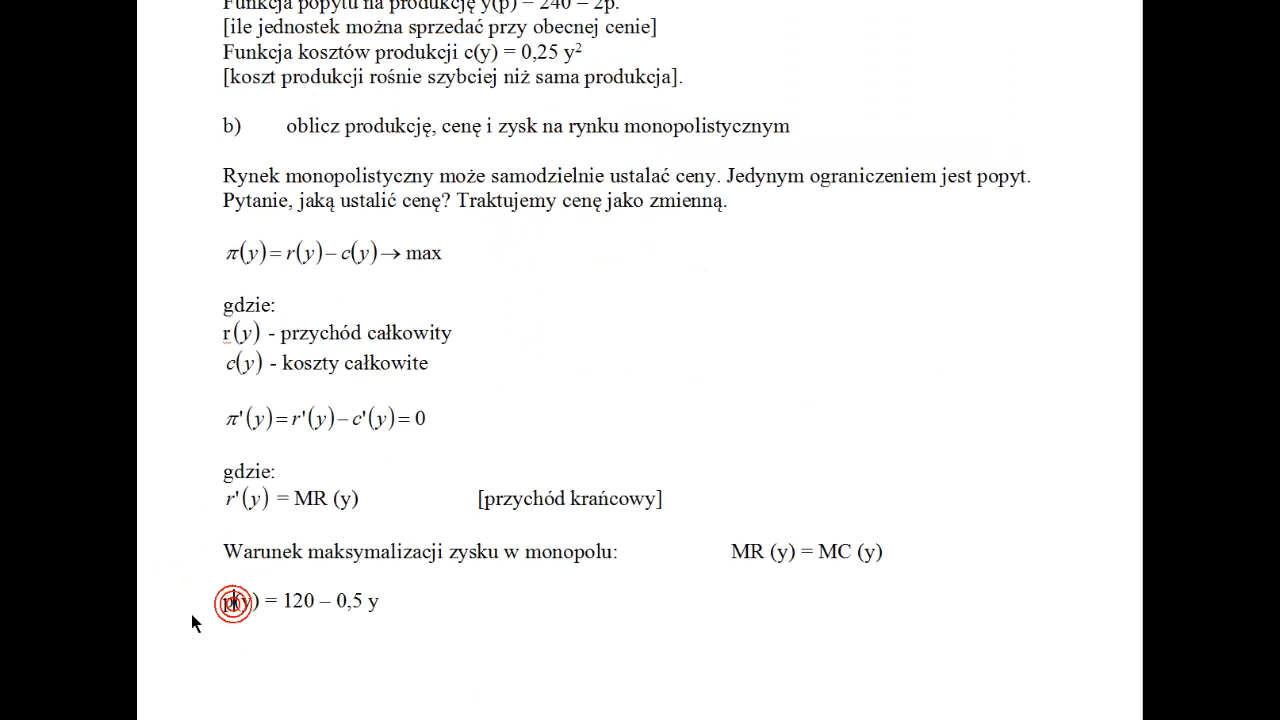 Funkcja popytu na produkcję y(p) = 240 – 2p.
[ile jednostek można sprzedać przy obecnej cenie]
Funkcja kosztów produkcji c(y) = 0,25 y²
[koszt produkcji rośnie szybciej niż sama produkcja].
b) oblicz produkcję, cenę i zysk na rynku monopolistycznym
Rynek monopolistyczny może samodzielnie ustalać ceny. Jedynym ograniczeniem jest popyt.
Pytanie, jaką ustalić cenę? Traktujemy cenę jako zmienną.
π(y) = r(y) – c(y) → max
gdzie:
r(y) - przychód całkowity
c(y) - koszty całkowite
π'(y) = r'(y) – c'(y) = 0
gdzie:
r'(y) = MR (y) [przychód krańcowy]
Warunek maksymalizacji zysku w monopolu: MR (y) = MC (y)
p(y) = 120 – 0,5 y